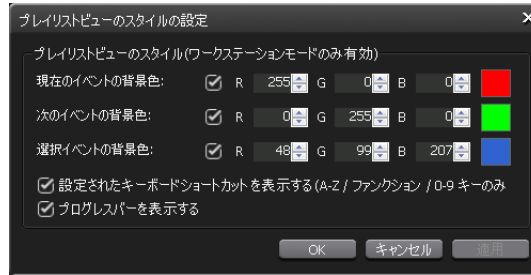 プレイリストビューのスタイルの設定
プレイリストビューのスタイル(ワークステーションモードのみ有効)
現在のイベントの背景色: R 255 G 0 B 0
次のイベントの背景色: R 0 G 255 B 0
選択イベントの背景色: R 48 G 99 B 207
設定されたキーボードショートカットを表示する(A-Z / ファンクション / 0-9 キーのみ
プログレスバーを表示する
OK キャンセル 適用